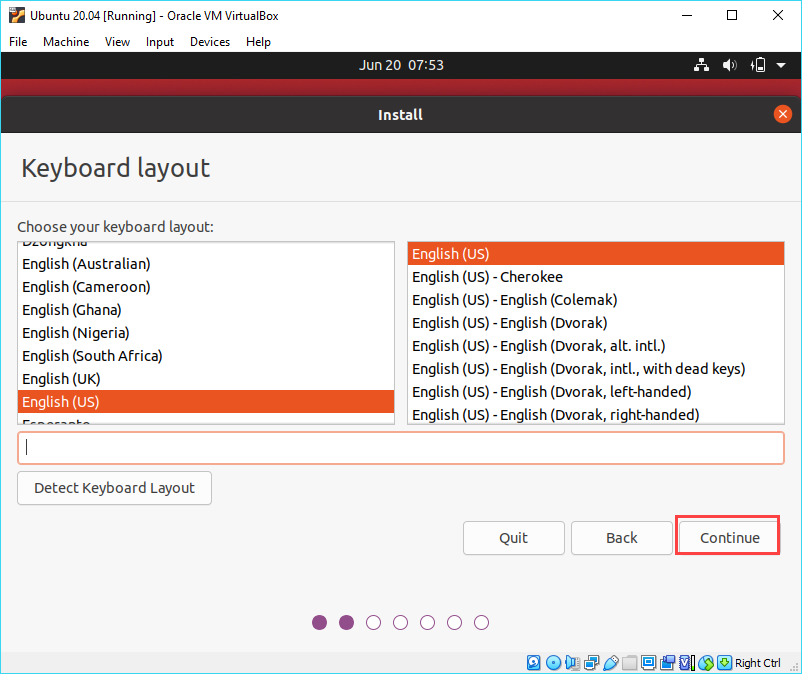 Ubuntu 20.04 [Running] - Oracle VM VirtualBox
File Machine View Input Devices Help
Jun 20 07:53
Install
Keyboard layout
Choose your keyboard layout:
Dzongkha
English (Australian)
English (Cameroon)
English (Ghana)
English (Nigeria)
English (South Africa)
English (UK)
English (US)
Esperanto
English (US)
English (US) - Cherokee
English (US) - English (Colemak)
English (US) - English (Dvorak)
English (US) - English (Dvorak, alt. intl.)
English (US) - English (Dvorak, intl., with dead keys)
English (US) - English (Dvorak, left-handed)
English (US) - English (Dvorak, right-handed)
Detect Keyboard Layout
Quit Back Continue
Right Ctrl